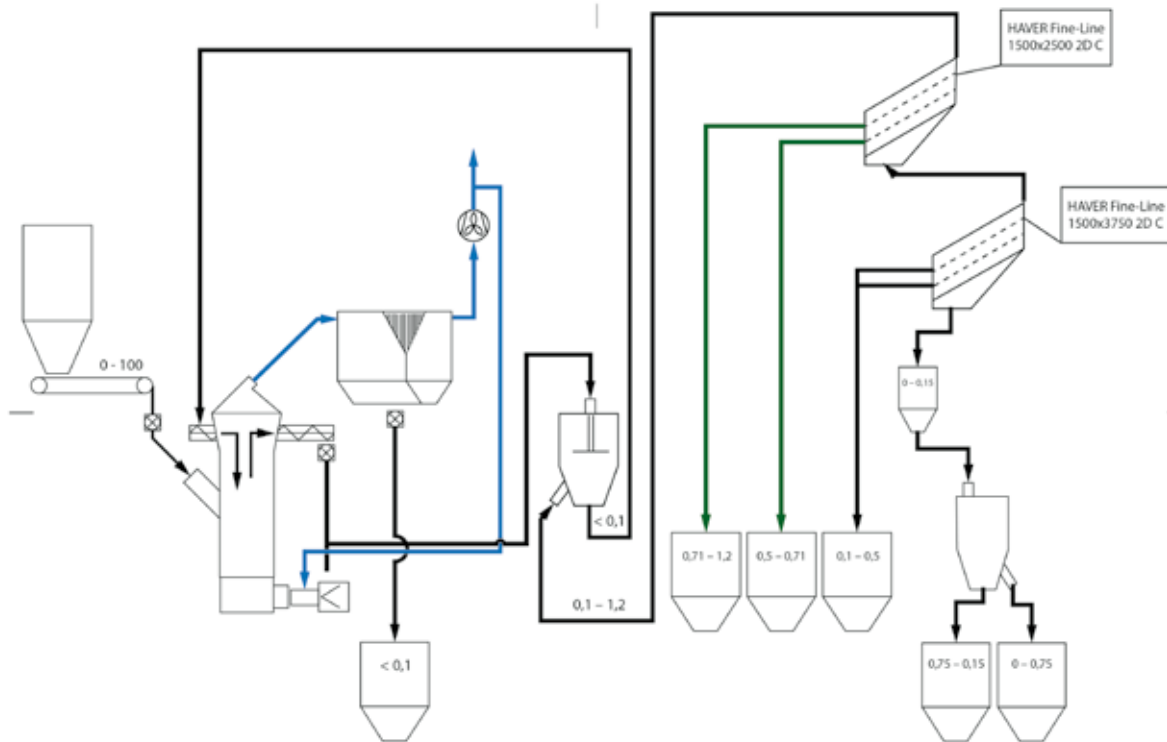 HAVER Fine-Line
1500x2500 2D C
HAVER Fine-Line
1500x3750 2D C
0 - 100
0 – 0,15
< 0,1
0,71 – 1,2
0,5 – 0,71
0,1 – 0,5
0,1 – 1,2
< 0,1
0,75 – 0,15
0 – 0,75